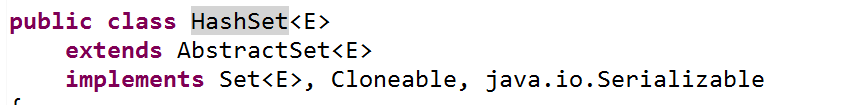 public class HashSet<E>
extends AbstractSet<E>
implements Set<E>, Cloneable, java.io.Serializable
{